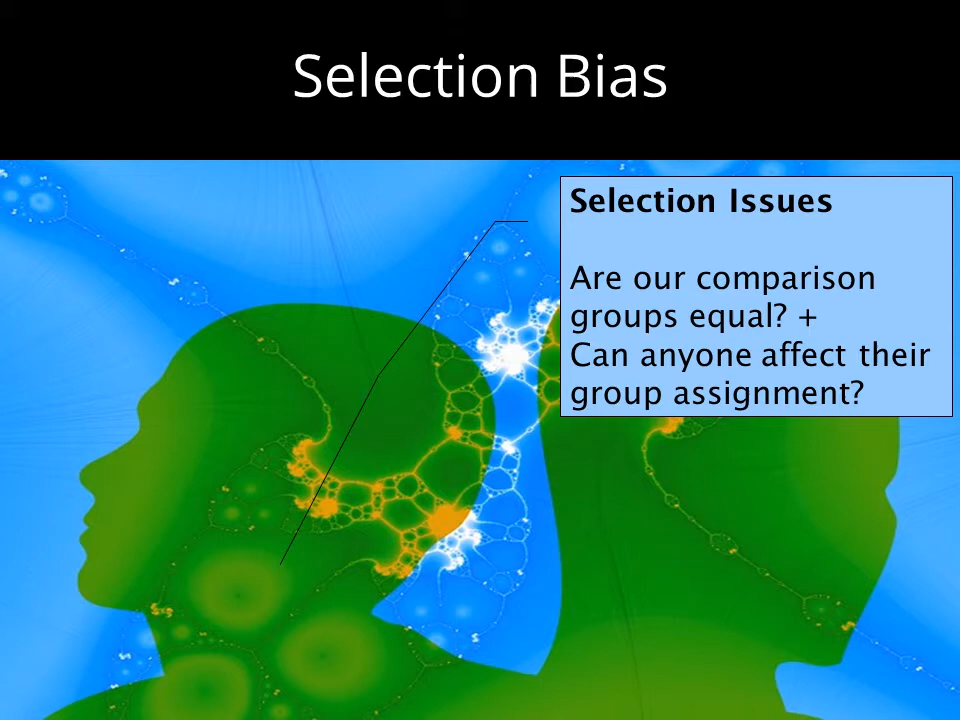 Selection Bias
Selection Issues
Are our comparison
groups equal? +
Can anyone affect their
group assignment?